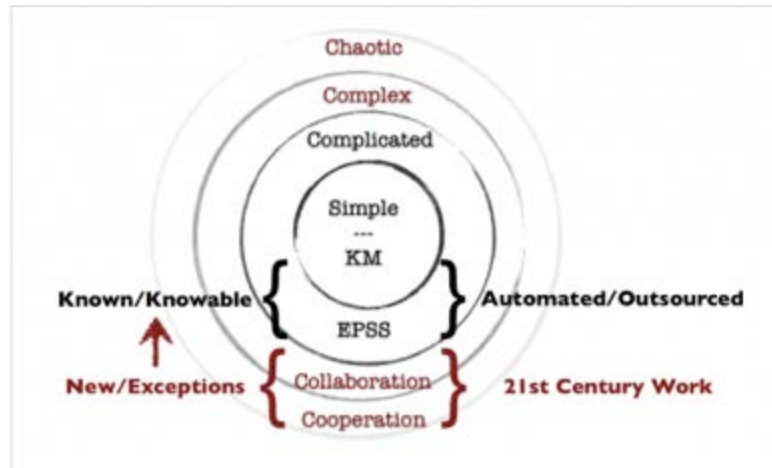 Chaotic
Complex
Complicated
Simple
---
KM
Known/Knowable
Automated/Outsourced
EPSS
New/Exceptions
Collaboration
21st Century Work
Cooperation